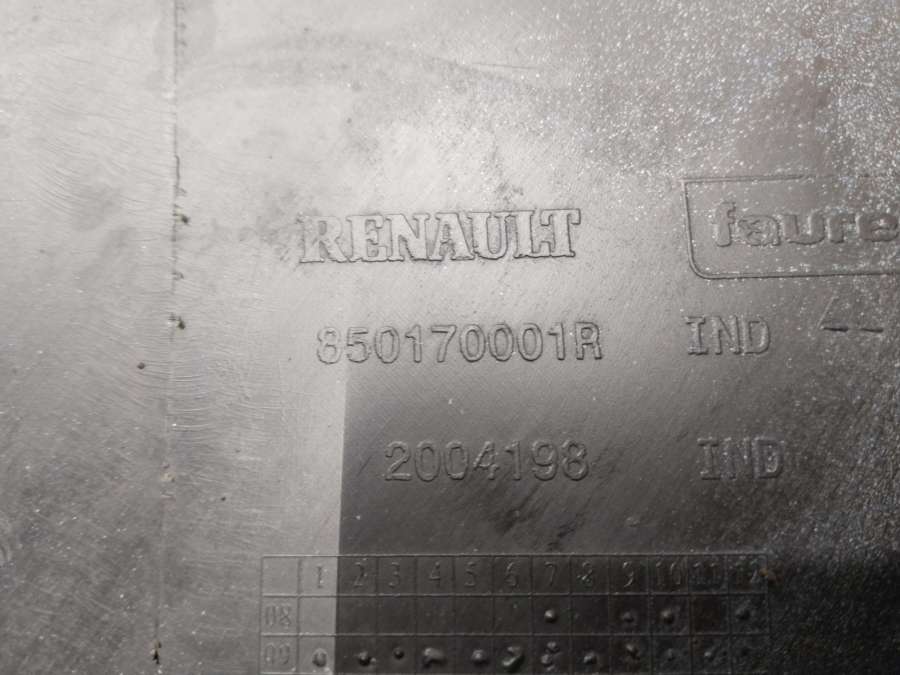 RENAULT
faure
850170001R IND --
2004198 IND
1 2 3 4 5 6 7 8 9 10 11 12
08
09